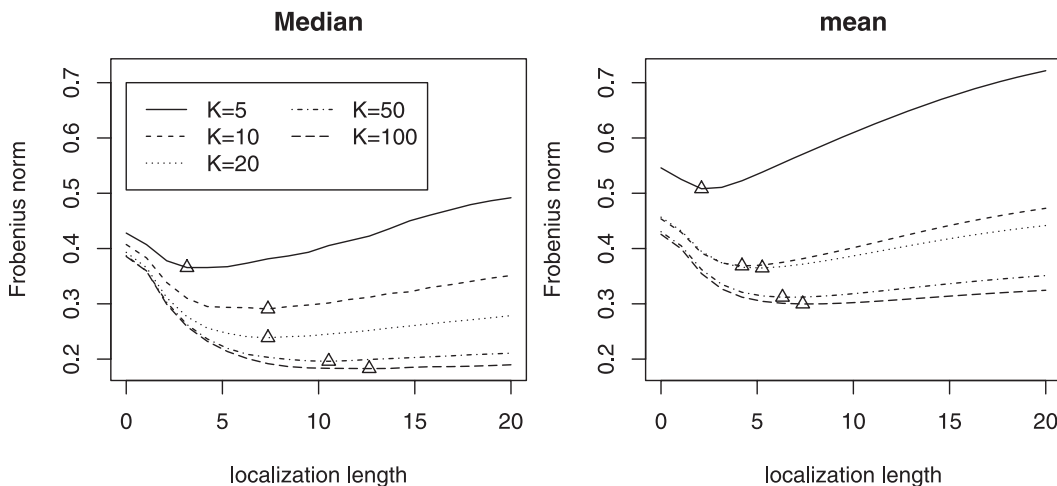 Median
mean
Frobenius norm
0.2 0.3 0.4 0.5 0.6 0.7
K=5
K=10
K=20
K=50
K=100
0 5 10 15 20
localization length
Frobenius norm
0.2 0.3 0.4 0.5 0.6 0.7
0 5 10 15 20
localization length